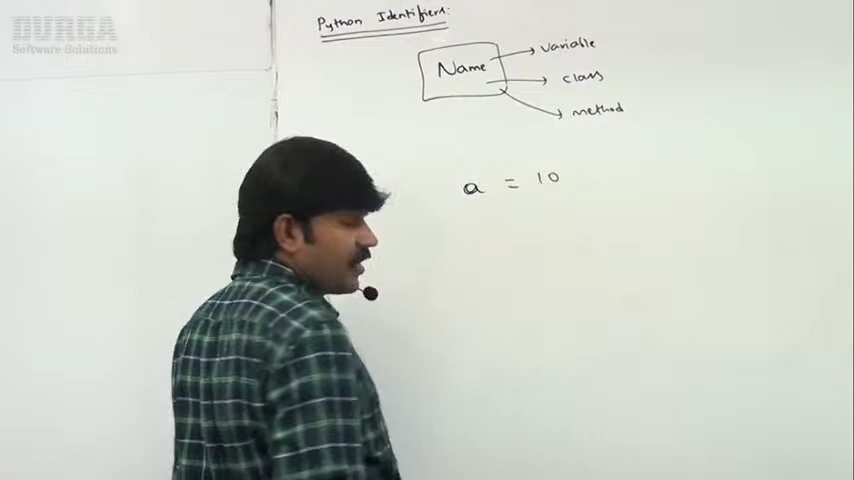 DURGA
Software Solutions
Python Identifiers:
Name
variable
class
method
a = 10